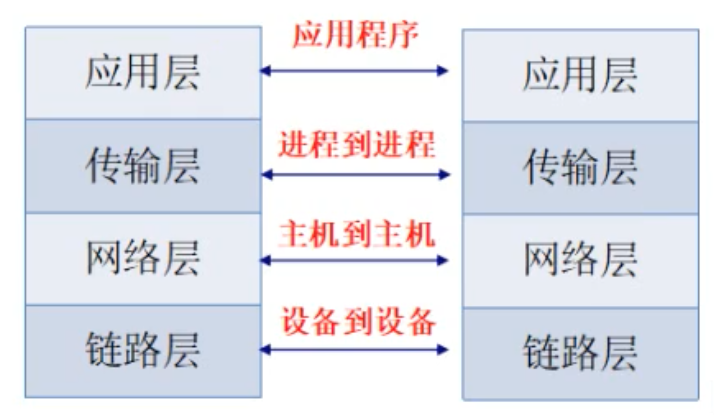 应用程序
应用层
应用层
进程到进程
传输层
传输层
主机到主机
网络层
网络层
设备到设备
链路层
链路层